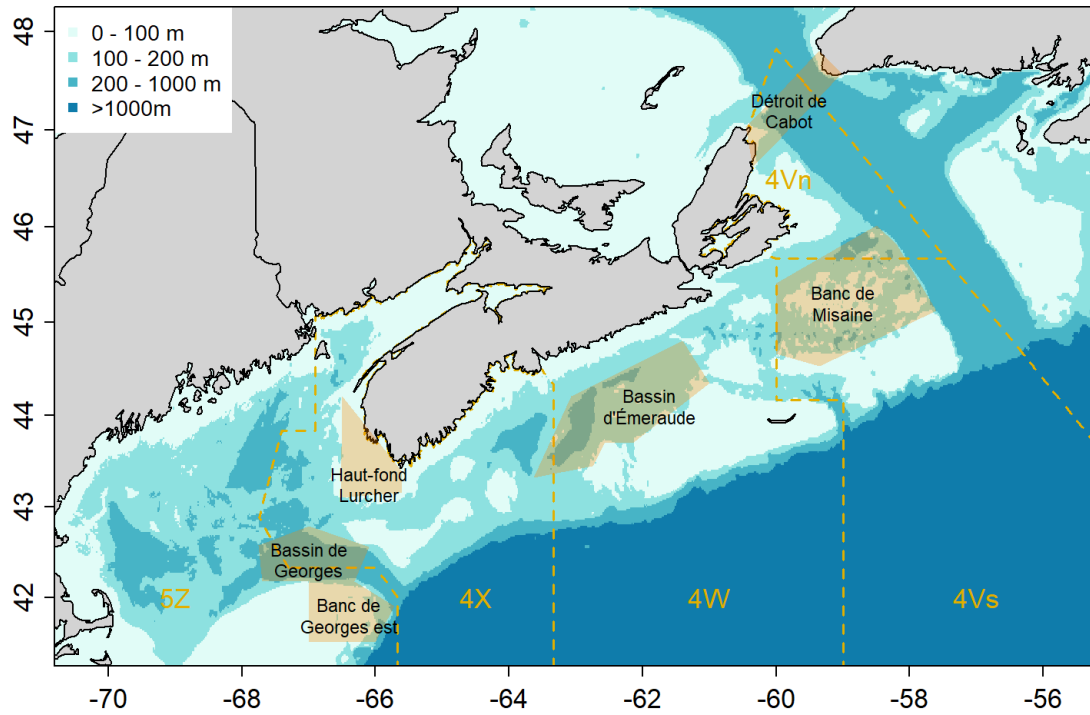 0 - 100 m
100 - 200 m
200 - 1000 m
>1000m
48
47
46
45
44
43
42
Détroit de
Cabot
4Vn
Banc de
Misaine
Bassin
d'Émeraude
Haut-fond
Lurcher
Bassin de
Georges
Banc de
Georges est
5Z
4X
4W
4Vs
-70
-68
-66
-64
-62
-60
-58
-56